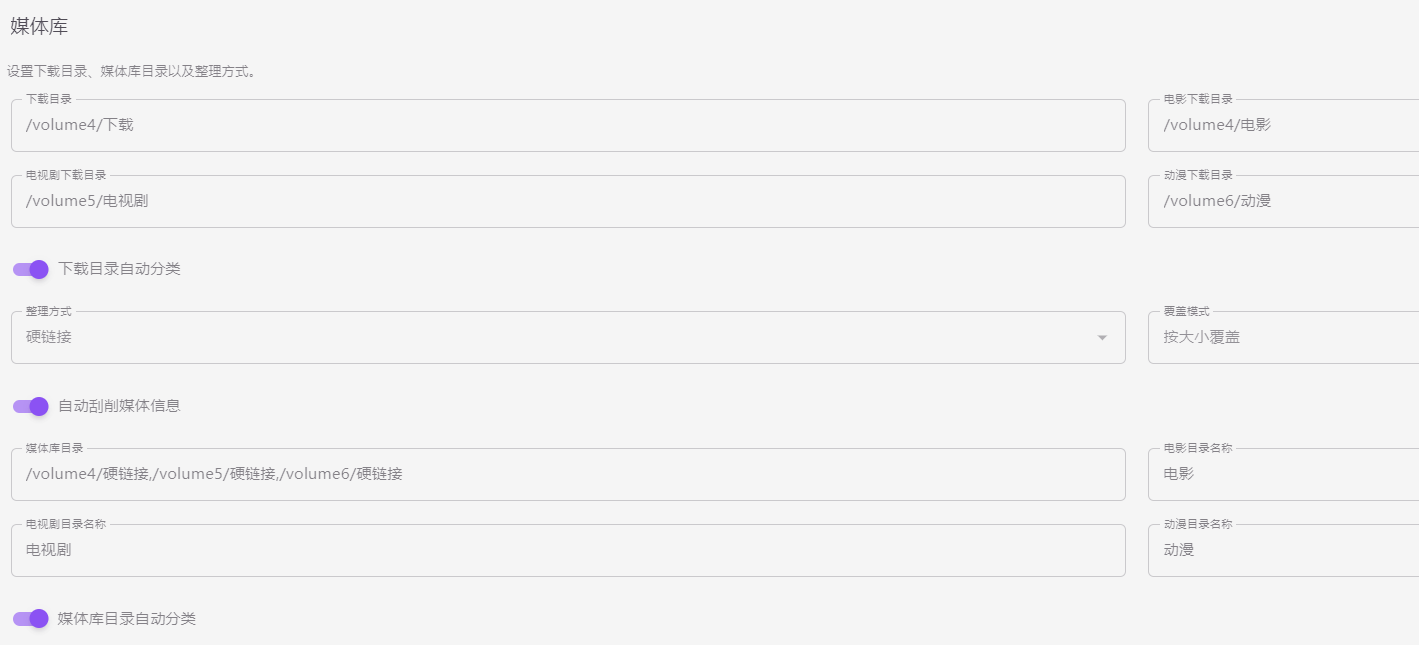 媒体库
设置下载目录、媒体库目录以及整理方式。
下载目录
/volume4/下载
电影下载目录
/volume4/电影
电视剧下载目录
/volume5/电视剧
动漫下载目录
/volume6/动漫
下载目录自动分类
整理方式
硬链接
覆盖模式
按大小覆盖
自动刮削媒体信息
媒体库目录
/volume4/硬链接,/volume5/硬链接,/volume6/硬链接
电影目录名称
电影
电视剧目录名称
电视剧
动漫目录名称
动漫
媒体库目录自动分类